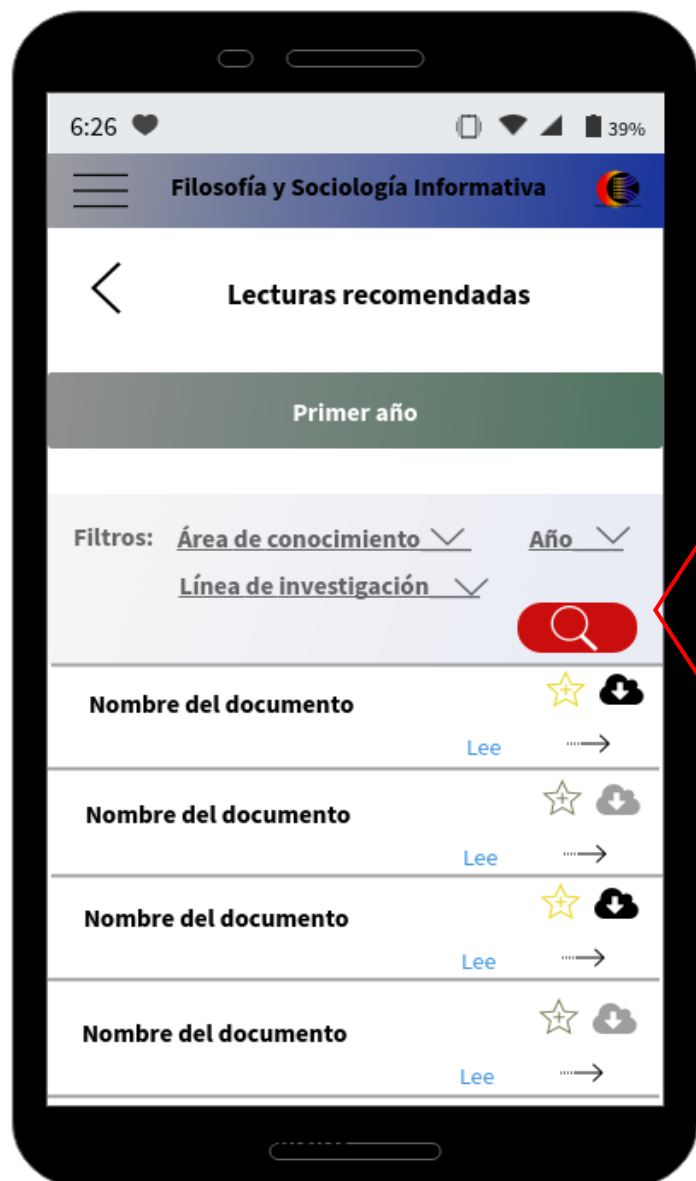 6:26 39%
Filosofía y Sociología Informativa
Lecturas recomendadas
Primer año
Filtros: Área de conocimiento Año
Línea de investigación
Nombre del documento
Lee
Nombre del documento
Lee
Nombre del documento
Lee
Nombre del documento
Lee